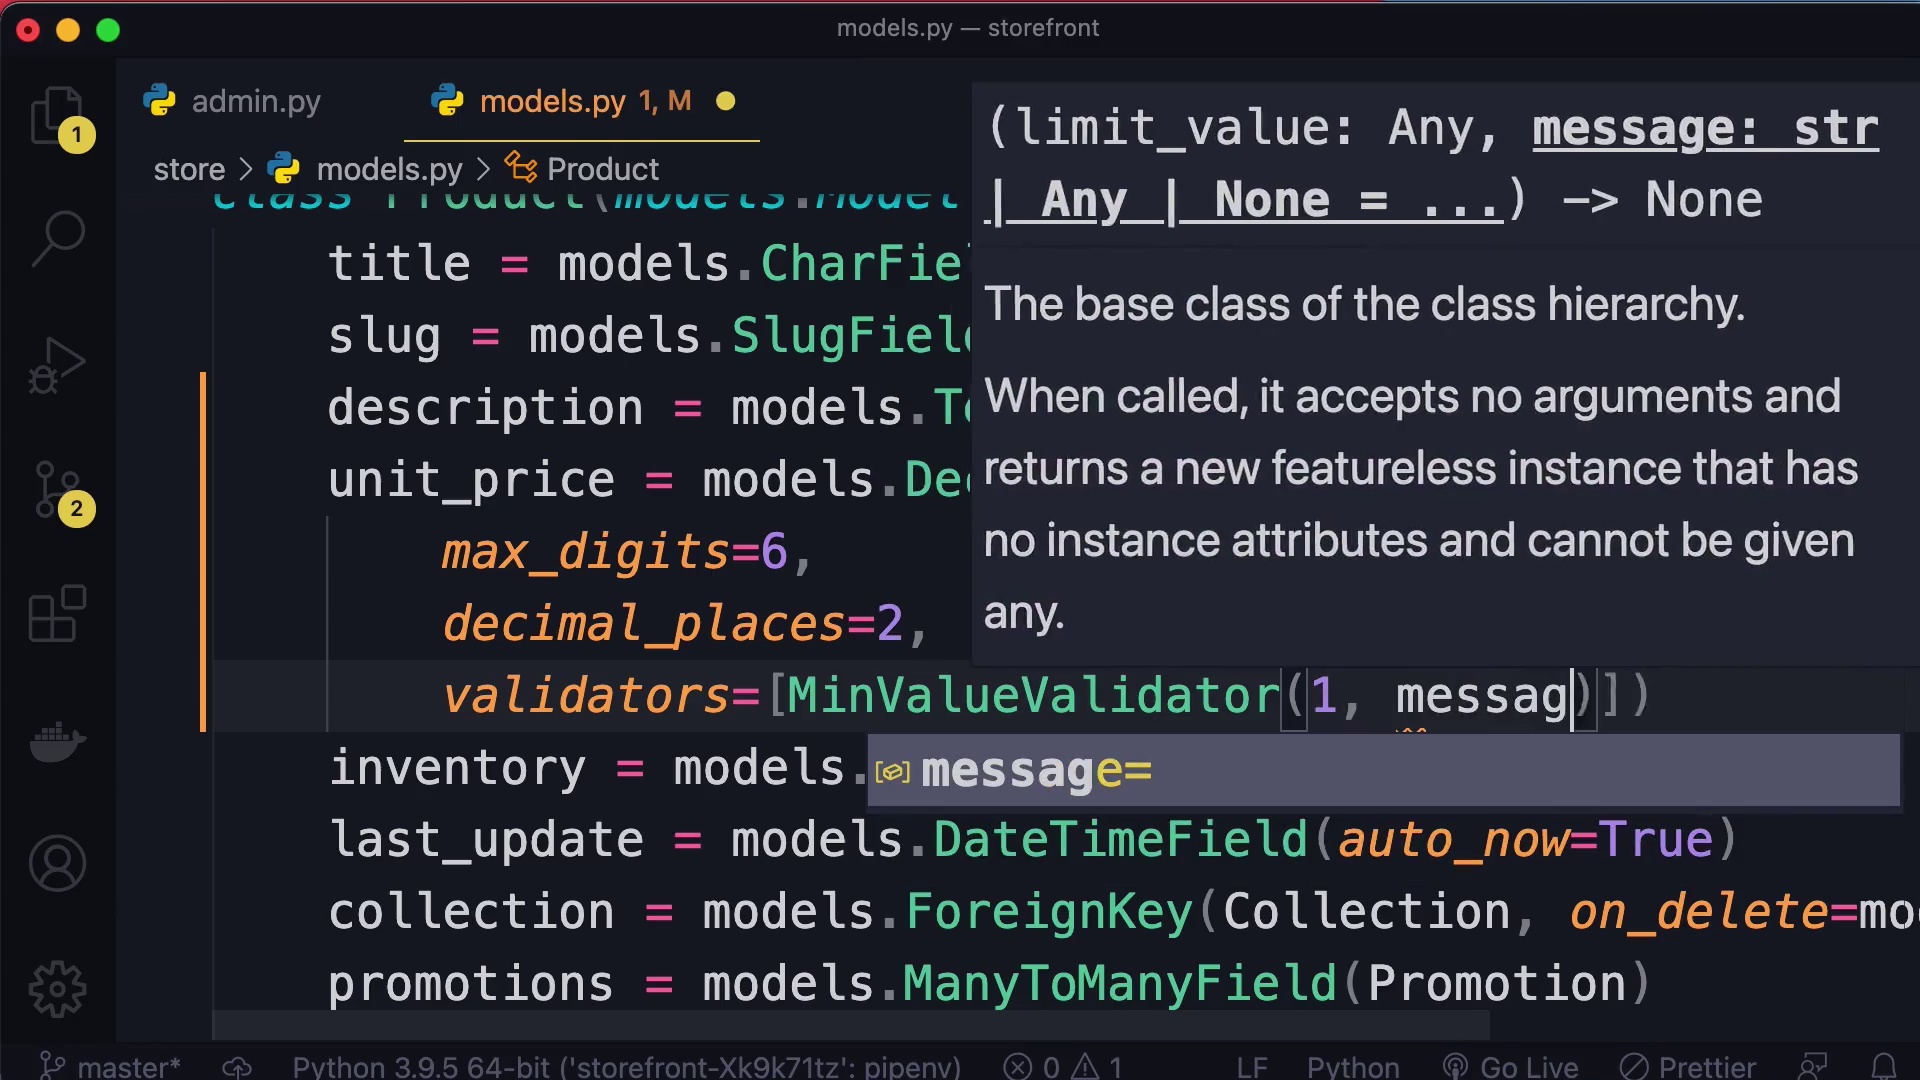 models.py — storefront
1
admin.py
models.py 1, M
store > models.py > Product
class Product(models.Model
title = models.CharFie
slug = models.SlugField
description = models.Te
unit_price = models.Dec
max_digits=6,
decimal_places=2,
validators=[MinValueValidator(1, messag)])
inventory = models.
last_update = models.DateTimeField(auto_now=True)
collection = models.ForeignKey(Collection, on_delete=mo
promotions = models.ManyToManyField(Promotion)
(limit_value: Any, message: str
| Any | None = ...) -> None
The base class of the class hierarchy.
When called, it accepts no arguments and
returns a new featureless instance that has
no instance attributes and cannot be given
any.
message=
2
master* Python 3.9.5 64-bit ('storefront-Xk9k71tz': pipenv) 0 1 LF Python Go Live Prettier